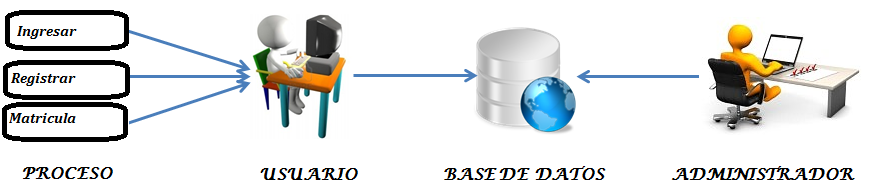 Ingresar
Registrar
Matricula
PROCESO
USUARIO
BASE DE DATOS
ADMINISTRADOR